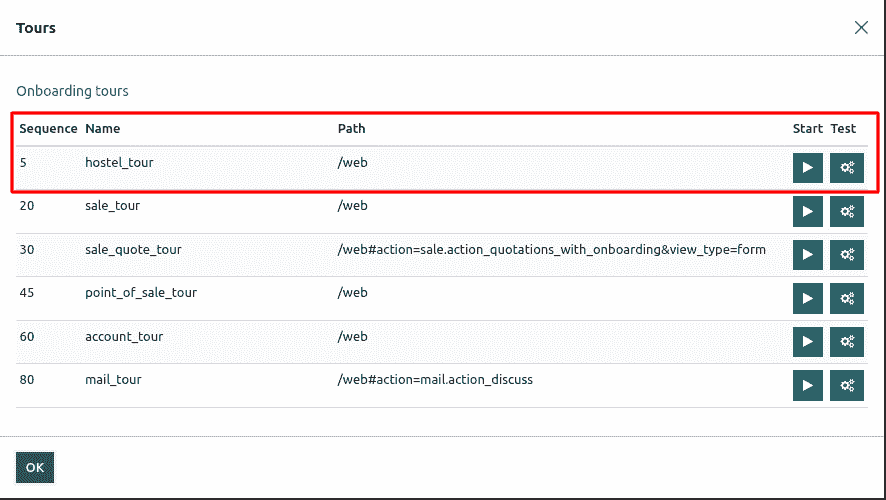 Tours
Onboarding tours
Sequence Name Path Start Test
5 hostel_tour /web
20 sale_tour /web
30 sale_quote_tour /web#action=sale.action_quotations_with_onboarding&view_type=form
45 point_of_sale_tour /web
60 account_tour /web
80 mail_tour /web#action=mail.action_discuss
OK